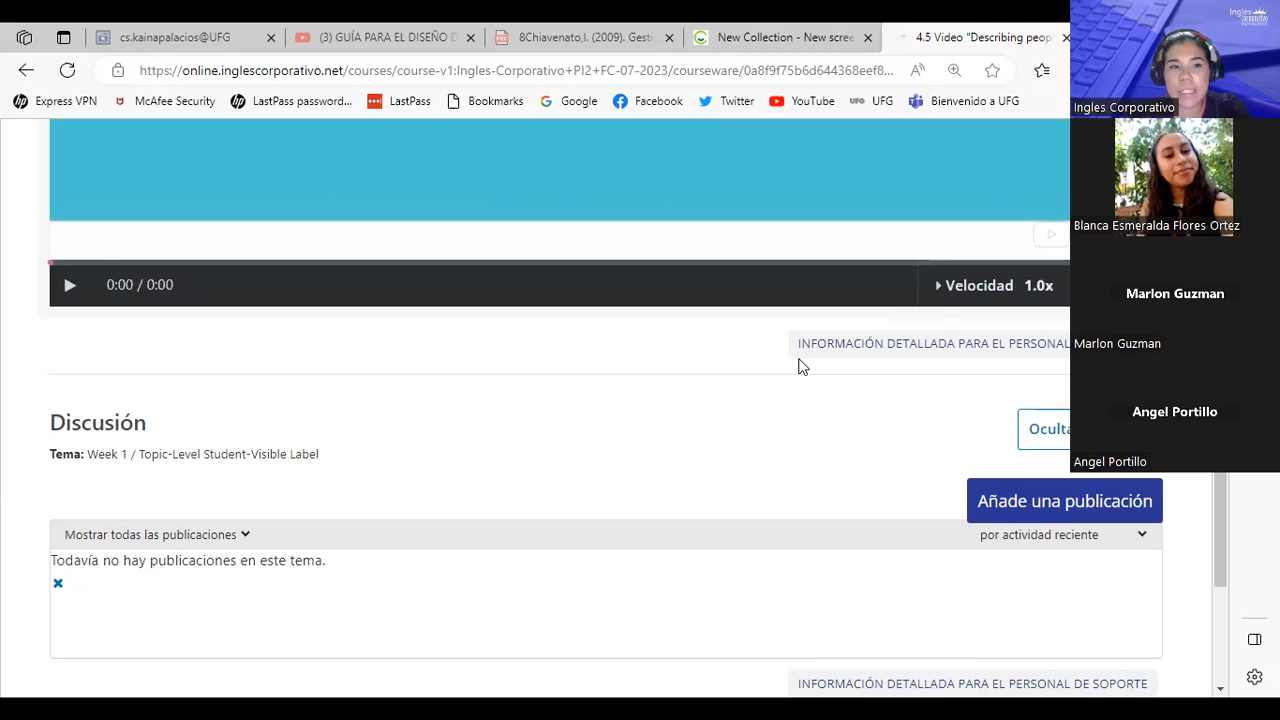 cs.kainapalacios@UFG
(3) GUÍA PARA EL DISEÑO D
8Chiavenato,I. (2009). Gesti
New Collection - New scree
4.5 Video "Describing peop
https://online.inglescorporativo.net/courses/course-v1:Ingles-Corporativo+PI2+FC-07-2023/courseware/0a8f9f75b6d644368eef8...
Express VPN
McAfee Security
LastPass password...
LastPass
Bookmarks
Google
Facebook
Twitter
YouTube
UFG
Bienvenido a UFG
Ingles
CORPORATIVO
Ingles Corporativo
Blanca Esmeralda Flores Ortez
Marlon Guzman
Marlon Guzman
Angel Portillo
Angel Portillo
0:00 / 0:00
Velocidad 1.0x
INFORMACIÓN DETALLADA PARA EL PERSONAL
Discusión
Oculta
Tema: Week 1 / Topic-Level Student-Visible Label
Añade una publicación
Mostrar todas las publicaciones
por actividad reciente
Todavía no hay publicaciones en este tema.
INFORMACIÓN DETALLADA PARA EL PERSONAL DE SOPORTE